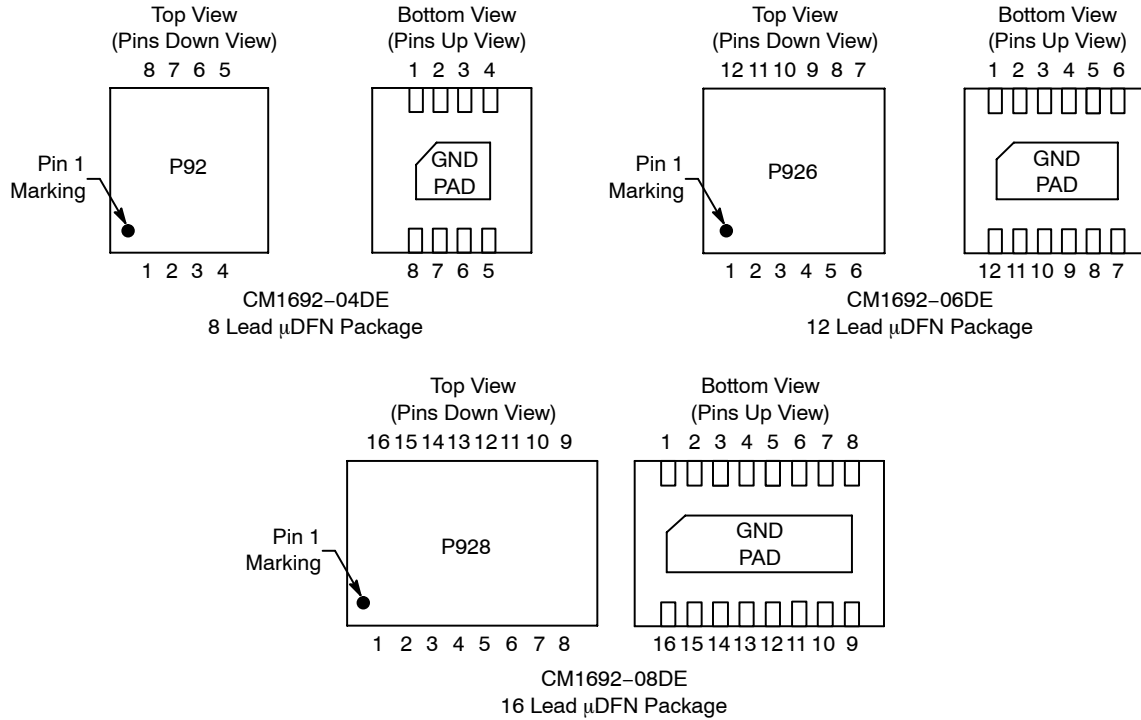 Top View
(Pins Down View)
8 7 6 5
Pin 1
Marking
P92
1 2 3 4
Bottom View
(Pins Up View)
1 2 3 4
GND
PAD
8 7 6 5
CM1692−04DE
8 Lead μDFN Package
Top View
(Pins Down View)
12 11 10 9 8 7
Pin 1
Marking
P926
1 2 3 4 5 6
Bottom View
(Pins Up View)
1 2 3 4 5 6
GND
PAD
12 11 10 9 8 7
CM1692−06DE
12 Lead μDFN Package
Top View
(Pins Down View)
16 15 14 13 12 11 10 9
Pin 1
Marking
P928
1 2 3 4 5 6 7 8
Bottom View
(Pins Up View)
1 2 3 4 5 6 7 8
GND
PAD
16 15 14 13 12 11 10 9
CM1692−08DE
16 Lead μDFN Package